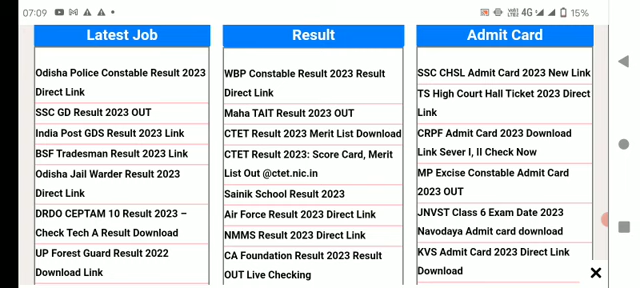 07:09 4G 15%
Latest Job
Odisha Police Constable Result 2023
Direct Link
SSC GD Result 2023 OUT
India Post GDS Result 2023 Link
BSF Tradesman Result 2023 Link
Odisha Jail Warder Result 2023
Direct Link
DRDO CEPTAM 10 Result 2023 –
Check Tech A Result Download
UP Forest Guard Result 2022
Download Link
Result
WBP Constable Result 2023 Result
Direct Link
Maha TAIT Result 2023 OUT
CTET Result 2023 Merit List Download
CTET Result 2023: Score Card, Merit
List Out @ctet.nic.in
Sainik School Result 2023
Air Force Result 2023 Direct Link
NMMS Result 2023 Direct Link
CA Foundation Result 2023 Result
OUT Live Checking
Admit Card
SSC CHSL Admit Card 2023 New Link
TS High Court Hall Ticket 2023 Direct
Link
CRPF Admit Card 2023 Download
Link Sever I, II Check Now
MP Excise Constable Admit Card
2023 OUT
JNVST Class 6 Exam Date 2023
Navodaya Admit card download
KVS Admit Card 2023 Direct Link
Download